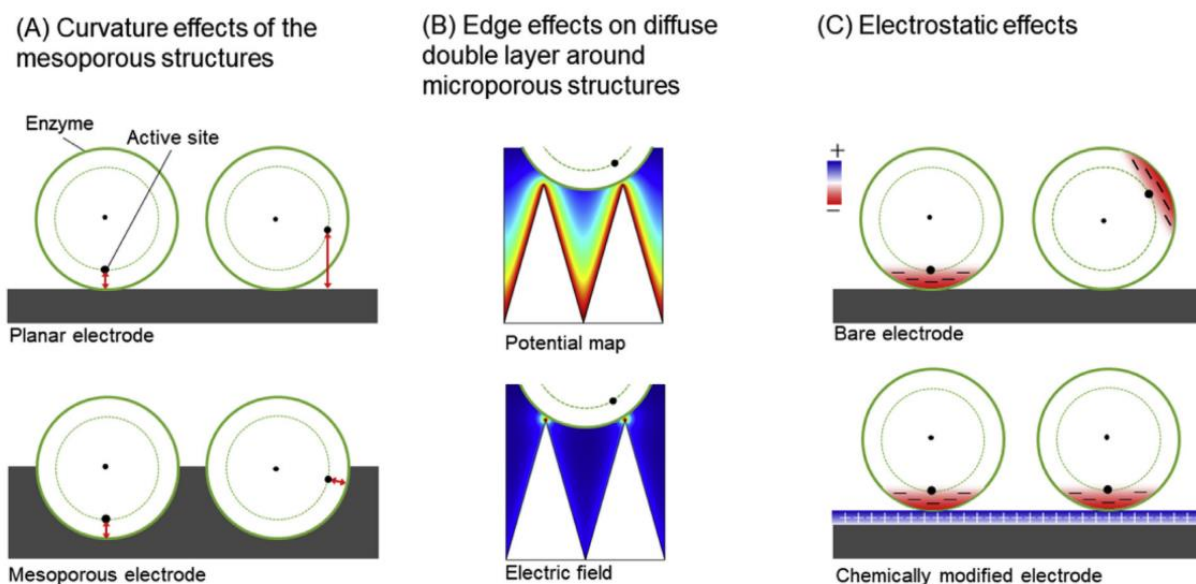 (A) Curvature effects of the
mesoporous structures
Enzyme
Active site
Planar electrode
Mesoporous electrode
(B) Edge effects on diffuse
double layer around
microporous structures
Potential map
Electric field
(C) Electrostatic effects
+
−
Bare electrode
Chemically modified electrode